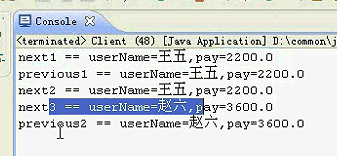 Console
<terminated> Client (48) [Java Application] D:\common\j
next1 == userName=王五,pay=2200.0
previous1 == userName=王五,pay=2200.0
next2 == userName=王五,pay=2200.0
next3 == userName=赵六,pay=3600.0
previous2 == userName=赵六,pay=3600.0